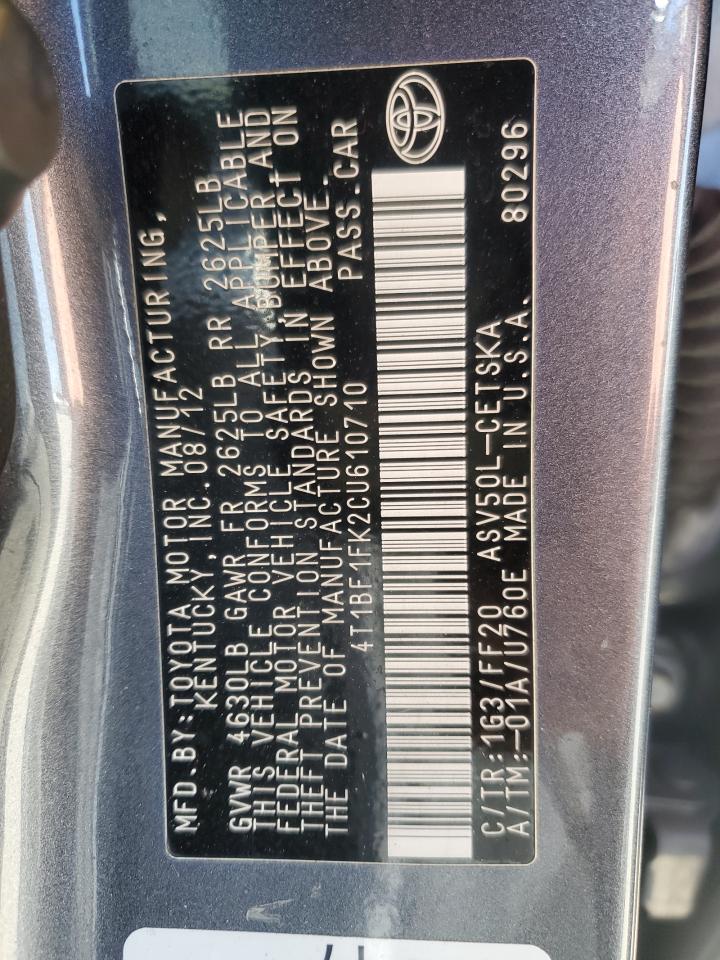 MFD.BY:TOYOTA MOTOR MANUFACTURING,
KENTUCKY, INC. 08/12
GVWR 4630LB GAWR FR 2625LB RR 2625LB
THIS VEHICLE CONFORMS TO ALL APPLICABLE
FEDERAL MOTOR VEHICLE SAFETY, BUMPER AND
THEFT PREVENTION STANDARDS IN EFFECT ON
THE DATE OF MANUFACTURE SHOWN ABOVE.
4T1BF1FK2CU610710 PASS.CAR
C/TR:1G3/FF20 ASV50L-CETSKA 80296
A/TM:-01A/U760E MADE IN U.S.A.